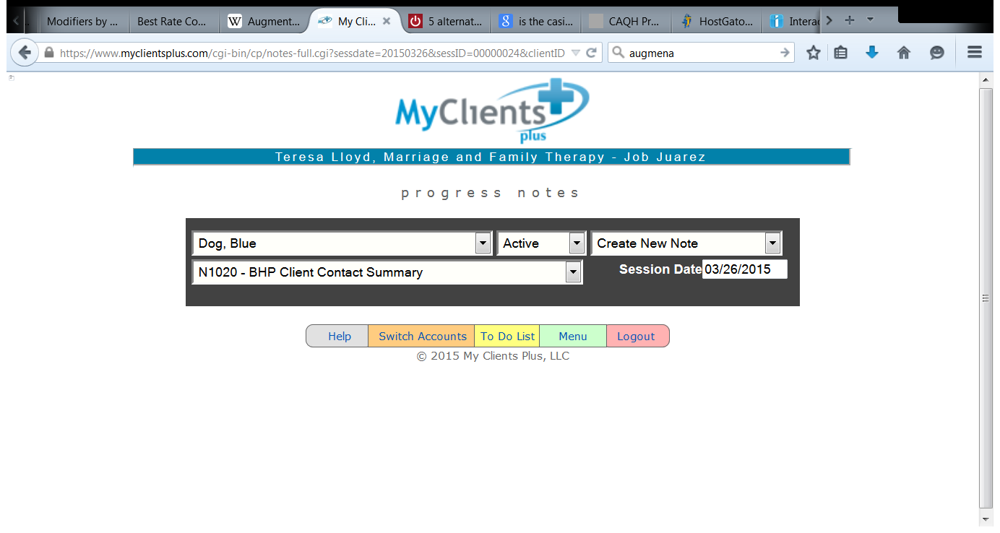 Modifiers by ... Best Rate Co... W Augment... My Cli... 5 alternat... is the casi... CAQH Pr... HostGato... Interac
https://www.myclientsplus.com/cgi-bin/cp/notes-full.cgi?sessdate=20150326&sessID=00000024&clientID augmena
MyClients
plus
Teresa Lloyd, Marriage and Family Therapy - Job Juarez
progress notes
Dog, Blue Active Create New Note
N1020 - BHP Client Contact Summary Session Date 03/26/2015
Help Switch Accounts To Do List Menu Logout
© 2015 My Clients Plus, LLC